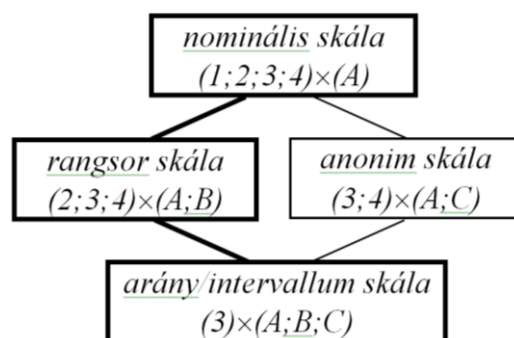 nominális skála
(1;2;3;4)×(A)
rangsor skála
(2;3;4)×(A;B)
anonim skála
(3;4)×(A;C)
arány/intervallum skála
(3)×(A;B;C)